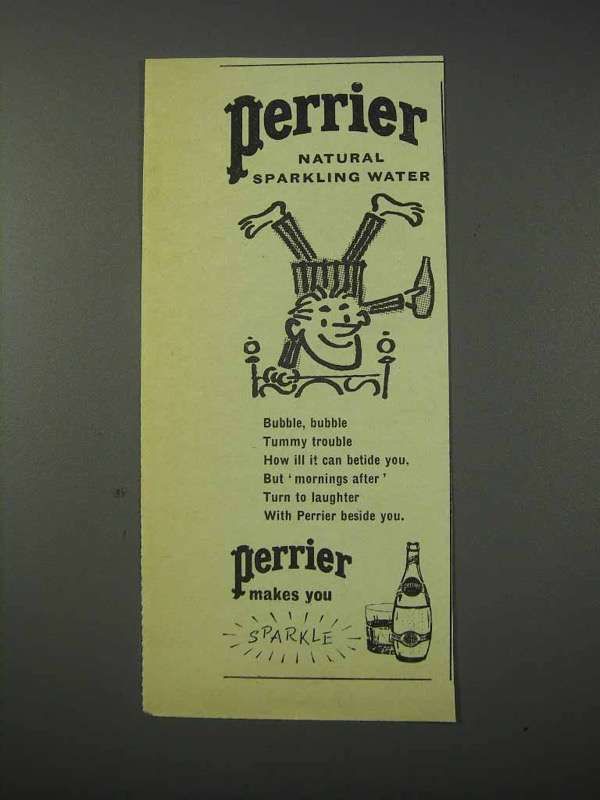 Perrier
NATURAL
SPARKLING WATER
Bubble, bubble
Tummy trouble
How ill it can betide you,
But ‘mornings after’
Turn to laughter
With Perrier beside you.
Perrier
makes you
SPARKLE